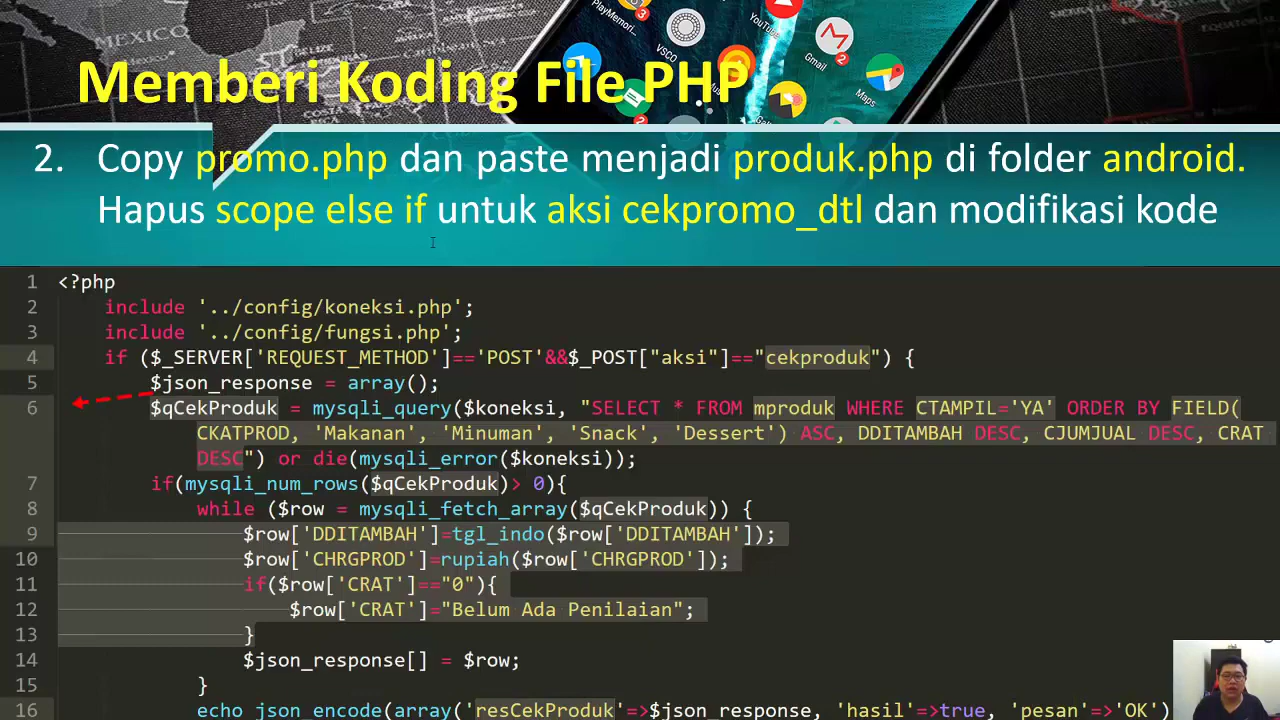 MEXICO
PlayMemori...
VSCO
YouTube
Gmail
Maps
Memberi Koding File PHP
2. Copy promo.php dan paste menjadi produk.php di folder android.
Hapus scope else if untuk aksi cekpromo_dtl dan modifikasi kode
1 <?php
2 include '../config/koneksi.php';
3 include '../config/fungsi.php';
4 if ($_SERVER['REQUEST_METHOD']=='POST'&&$_POST["aksi"]=="cekproduk") {
5 $json_response = array();
6 $qCekProduk = mysqli_query($koneksi, "SELECT * FROM mproduk WHERE CTAMPIL='YA' ORDER BY FIELD(
CKATPROD, 'Makanan', 'Minuman', 'Snack', 'Dessert') ASC, DDITAMBAH DESC, CJUMJUAL DESC, CRAT
DESC") or die(mysqli_error($koneksi));
7 if(mysqli_num_rows($qCekProduk)> 0){
8 while ($row = mysqli_fetch_array($qCekProduk)) {
9 $row['DDITAMBAH']=tgl_indo($row['DDITAMBAH']);
10 $row['CHRGPROD']=rupiah($row['CHRGPROD']);
11 if($row['CRAT']=="0"){
12 $row['CRAT']="Belum Ada Penilaian";
13 }
14 $json_response[] = $row;
15 }
16 echo json_encode(array('resCekProduk'=>$json_response, 'hasil'=>true, 'pesan'=>'OK')